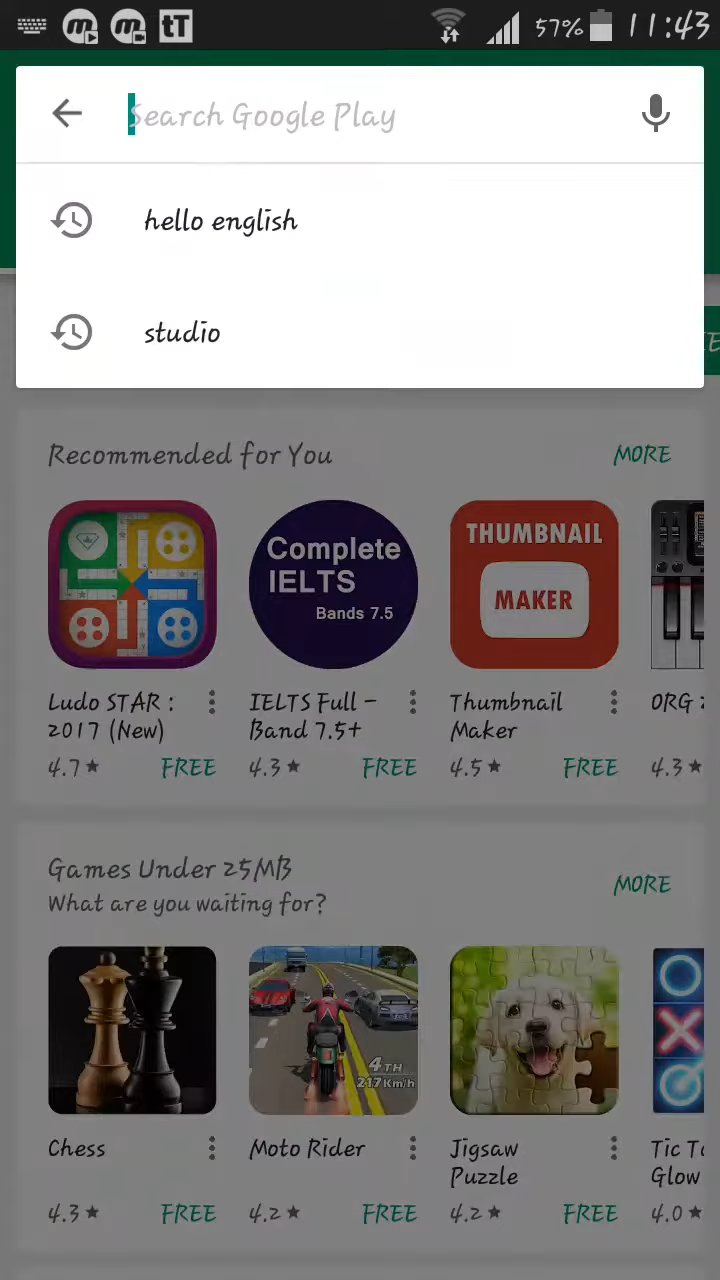 57% 11:43
Search Google Play
hello english
studio
Recommended for You MORE
THUMBNAIL
MAKER
Complete
IELTS
Bands 7.5
Ludo STAR :
2017 (New)
4.7★ FREE
IELTS Full -
Band 7.5+
4.3★ FREE
Thumbnail
Maker
4.5★ FREE
ORG
4.3★
Games Under 25MB
What are you waiting for?
MORE
4TH
217Km/h
Chess
4.3★ FREE
Moto Rider
4.2★ FREE
Jigsaw
Puzzle
4.2★ FREE
Tic
Glow
4.0★